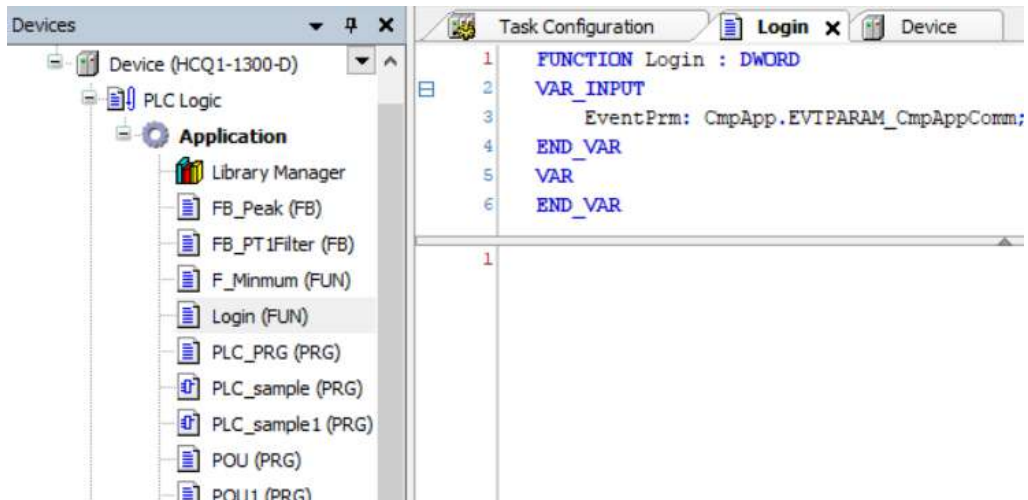 Devices
Device (HCQ1-1300-D)
PLC Logic
Application
Library Manager
FB_Peak (FB)
FB_PT1Filter (FB)
F_Minmum (FUN)
Login (FUN)
PLC_PRG (PRG)
PLC_sample (PRG)
PLC_sample1 (PRG)
POU (PRG)
POU1 (PRG)
Task Configuration
Login
Device
1 FUNCTION Login : DWORD
2 VAR_INPUT
3 EventPrm: CmpApp.EVTPARAM_CmpAppComm;
4 END_VAR
5 VAR
6 END_VAR
1